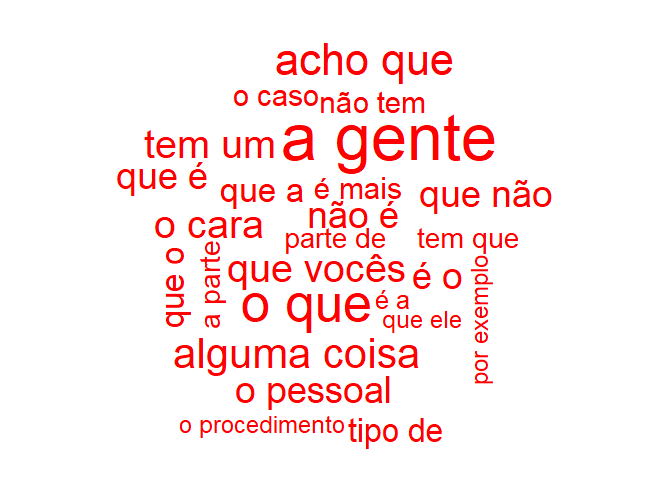 acho que
o caso
não tem
a gente
tem um
que é
que a
é mais
que não
não é
o cara
parte de
tem que
que o
a parte
que vocês
é o
o que
é a
que ele
por exemplo
alguma coisa
o pessoal
o procedimento
tipo de